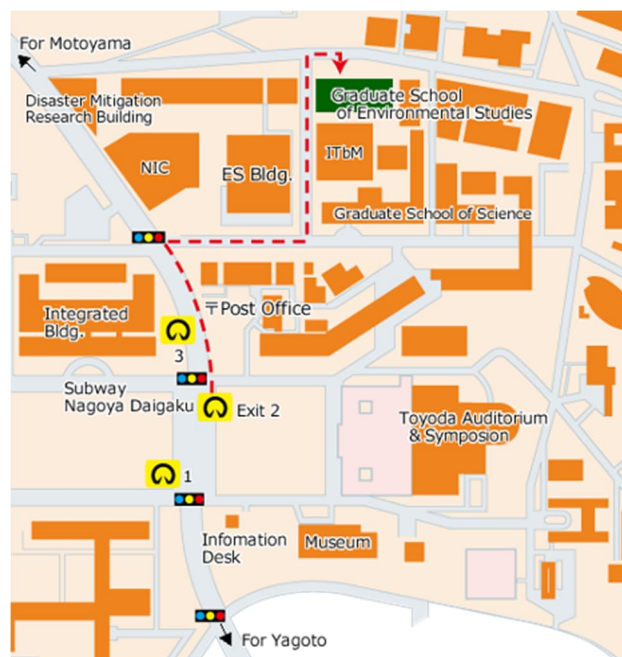 For Motoyama
Disaster Mitigation
Research Building
NIC
ES Bldg.
Graduate School
of Environmental Studies
ITbM
Graduate School of Science
Integrated
Bldg.
〒Post Office
3
Subway
Nagoya Daigaku
Exit 2
Toyoda Auditorium
& Symposion
1
Infomation
Desk
Museum
For Yagoto